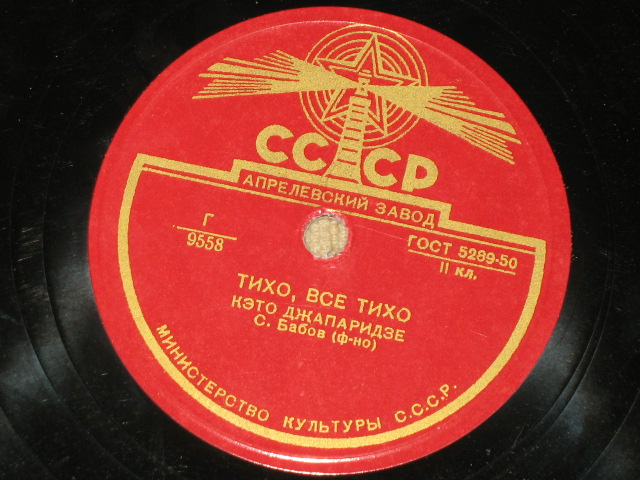 СССР
АПРЕЛЕВСКИЙ ЗАВОД
Г
9558
ГОСТ 5289-50
II кл.
ТИХО, ВСЕ ТИХО
КЭТО ДЖАПАРИДЗЕ
С. Бабов (ф-но)
МИНИСТЕРСТВО КУЛЬТУРЫ С.С.С.Р.